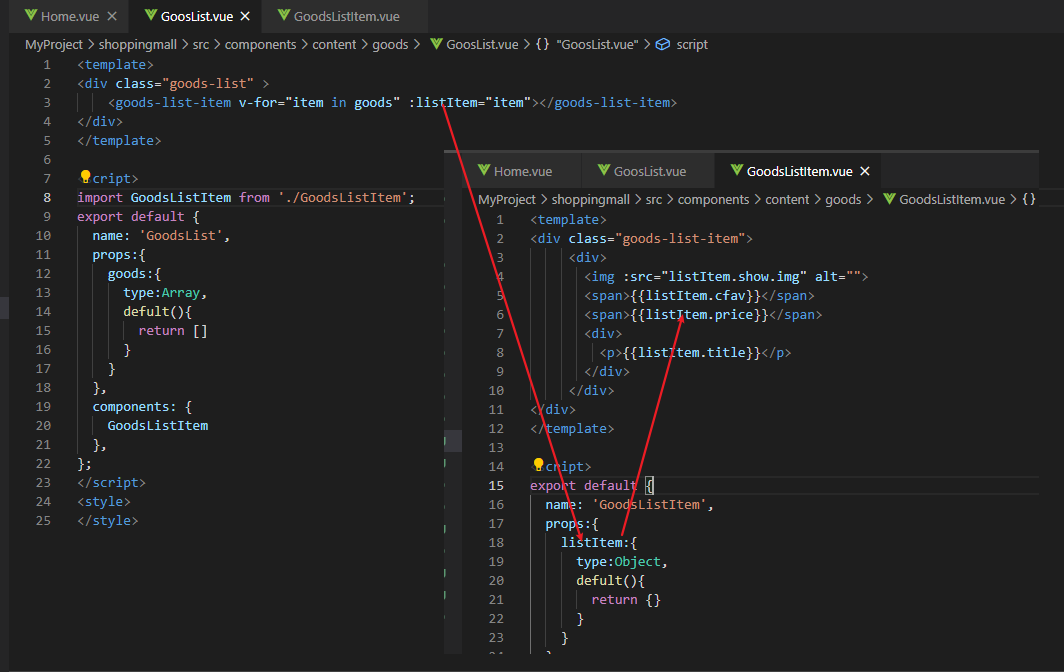 Home.vue GoosList.vue GoodsListItem.vue
MyProject > shoppingmall > src > components > content > goods > GoosList.vue > {} "GoosList.vue" > script
1 <template>
2 <div class="goods-list" >
3 <goods-list-item v-for="item in goods" :listItem="item"></goods-list-item>
4 </div>
5 </template>
6
7 cript>
8 import GoodsListItem from './GoodsListItem';
9 export default {
10 name: 'GoodsList',
11 props:{
12 goods:{
13 type:Array,
14 defult(){
15 return []
16 }
17 }
18 },
19 components: {
20 GoodsListItem
21 },
22 };
23 </script>
24 <style>
25 </style>
Home.vue GoosList.vue GoodsListItem.vue
MyProject > shoppingmall > src > components > content > goods > GoodsListItem.vue > {}
1 <template>
2 <div class="goods-list-item">
3 <div>
4 <img :src="listItem.show.img" alt="">
5 <span>{{listItem.cfav}}</span>
6 <span>{{listItem.price}}</span>
7 <div>
8 <p>{{listItem.title}}</p>
9 </div>
10 </div>
11 </div>
12 </template>
13
14 cript>
15 export default {
16 name: 'GoodsListItem',
17 props:{
18 listItem:{
19 type:Object,
20 defult(){
21 return {}
22 }
23 }